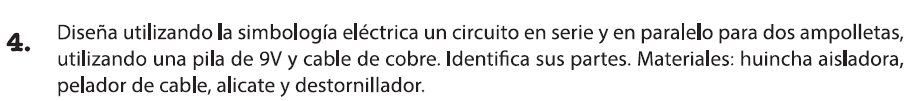 4. Diseña utilizando la simbología eléctrica un circuito en serie y en paralelo para dos ampolletas,
utilizando una pila de 9V y cable de cobre. Identifica sus partes. Materiales: huincha aisladora,
pelador de cable, alicate y destornillador.